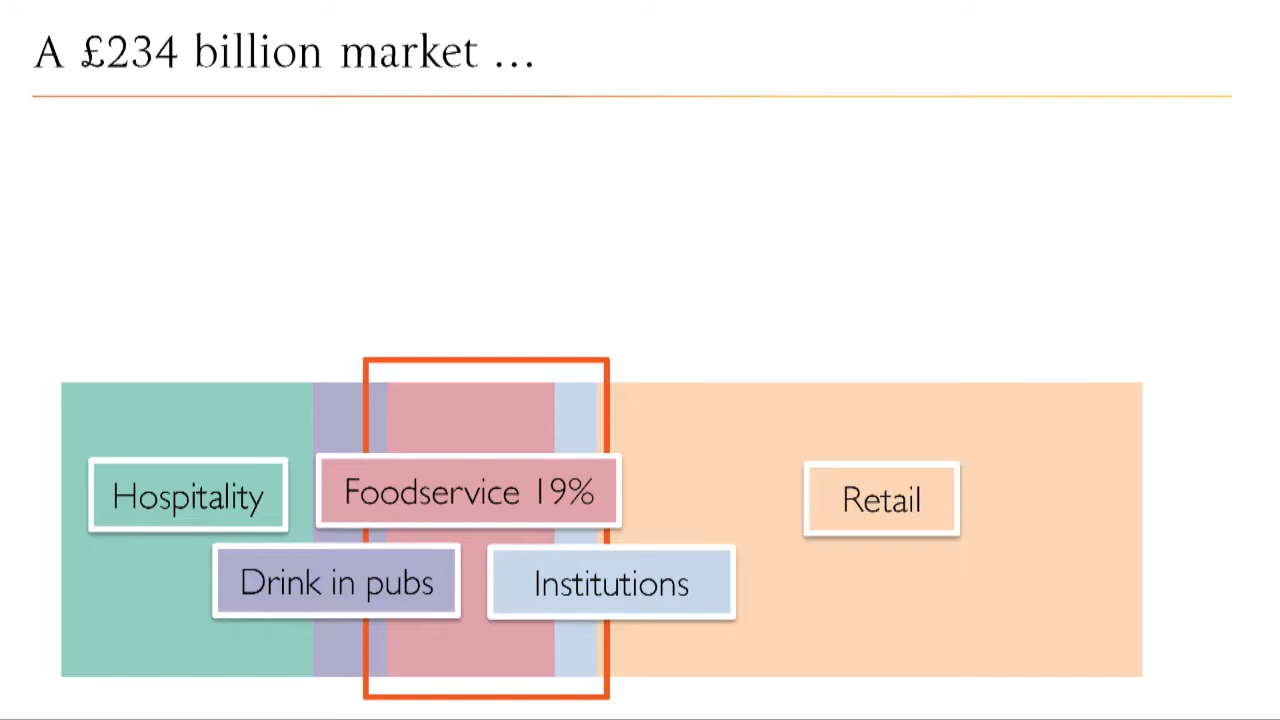 A £234 billion market ...
Hospitality
Foodservice 19%
Retail
Drink in pubs
Institutions